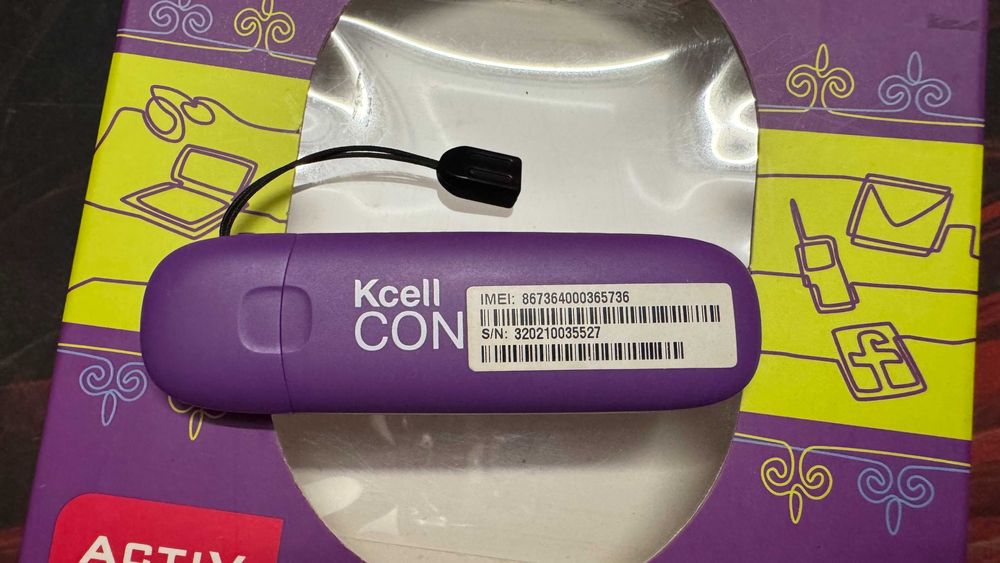 Kcell
CON
IMEI: 867364000365736
S/N: 320210035527
ACTIV